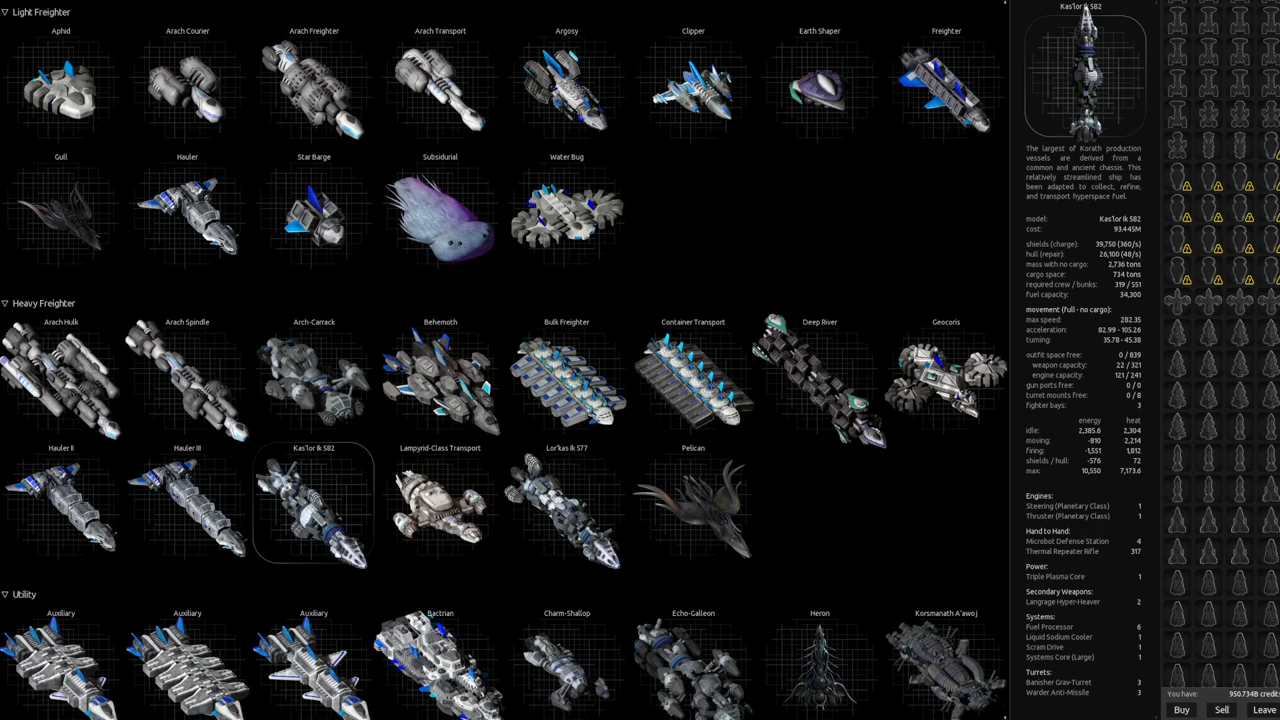 ▽ Light Freighter
Aphid
Arach Courier
Arach Freighter
Arach Transport
Argosy
Clipper
Earth Shaper
Freighter
Gull
Hauler
Star Barge
Subsidurial
Water Bug
▽ Heavy Freighter
Arach Hulk
Arach Spindle
Arch-Carrack
Behemoth
Bulk Freighter
Container Transport
Deep River
Geocoris
Hauler II
Hauler III
Kas'lor Ik 582
Lampyrid-Class Transport
Lor'kas Ik 577
Pelican
▽ Utility
Auxiliary
Auxiliary
Auxiliary
Bactrian
Charm-Shallop
Echo-Galleon
Heron
Korsmanath A'awoj
Kas'lor Ik 582
The largest of Korath production
vessels are derived from a
common and ancient chassis. This
relatively streamlined ship has
been adapted to collect, refine,
and transport hyperspace fuel.
model: Kas'lor Ik 582
cost: 93.445M
shields (charge): 39,750 (360/s)
hull (repair): 26,100 (48/s)
mass with no cargo: 2,736 tons
cargo space: 734 tons
required crew / bunks: 319 / 551
fuel capacity: 34,300
movement (full - no cargo):
max speed: 282.35
acceleration: 82.99 - 105.26
turning: 35.78 - 45.38
outfit space free: 0 / 839
weapon capacity: 22 / 321
engine capacity: 121 / 241
gun ports free: 0 / 0
turret mounts free: 0 / 8
fighter bays: 3
energy heat
idle: 2,385.6 2,304
moving: -810 2,214
firing: -1,551 1,812
shields / hull: -576 72
max: 10,550 7,173.6
Engines:
Steering (Planetary Class) 1
Thruster (Planetary Class) 1
Hand to Hand:
Microbot Defense Station 4
Thermal Repeater Rifle 317
Power:
Triple Plasma Core 1
Secondary Weapons:
Langrage Hyper-Heaver 2
Systems:
Fuel Processor 6
Liquid Sodium Cooler 1
Scram Drive 1
Systems Core (Large) 1
Turrets:
Banisher Grav-Turret 3
Warder Anti-Missile 3
You have: 950.734B credit
Buy Sell Leave